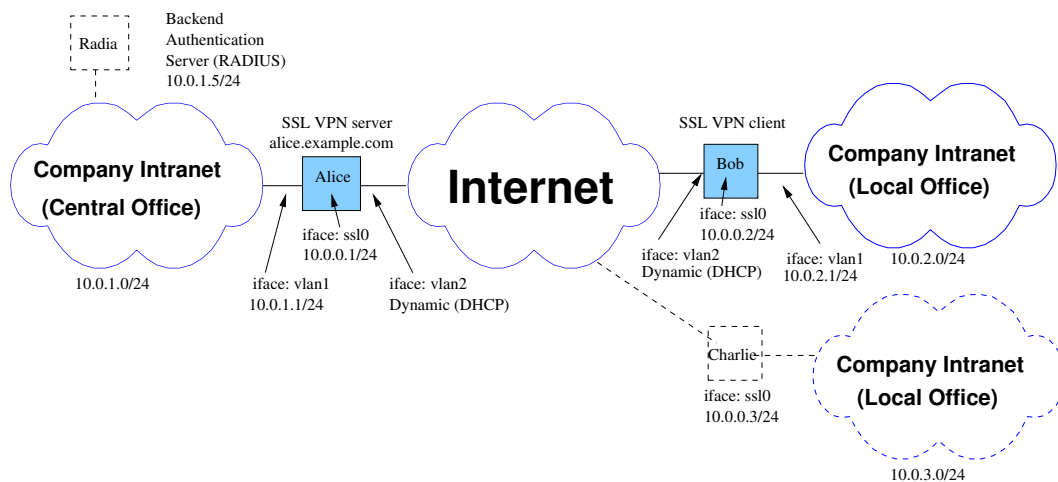 Radia
Backend
Authentication
Server (RADIUS)
10.0.1.5/24
Company Intranet
(Central Office)
10.0.1.0/24
SSL VPN server
alice.example.com
Alice
iface: ssl0
10.0.0.1/24
iface: vlan1
10.0.1.1/24
iface: vlan2
Dynamic (DHCP)
Internet
SSL VPN client
Bob
iface: ssl0
10.0.0.2/24
iface: vlan2
Dynamic (DHCP)
iface: vlan1
10.0.2.1/24
Company Intranet
(Local Office)
10.0.2.0/24
Charlie
iface: ssl0
10.0.0.3/24
Company Intranet
(Local Office)
10.0.3.0/24